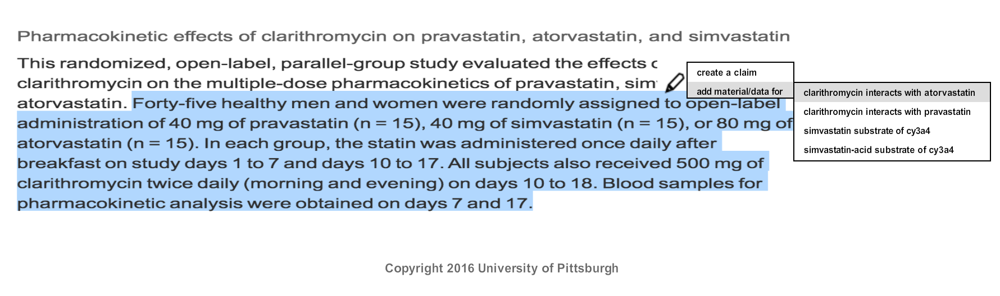 Pharmacokinetic effects of clarithromycin on pravastatin, atorvastatin, and simvastatin
This randomized, open-label, parallel-group study evaluated the effects
clarithromycin on the multiple-dose pharmacokinetics of pravastatin,
atorvastatin. Forty-five healthy men and women were randomly assigned to open-label
administration of 40 mg of pravastatin (n = 15), 40 mg of simvastatin (n = 15), or 80 mg of
atorvastatin (n = 15). In each group, the statin was administered once daily after
breakfast on study days 1 to 7 and days 10 to 17. All subjects also received 500 mg of
clarithromycin twice daily (morning and evening) on days 10 to 18. Blood samples for
pharmacokinetic analysis were obtained on days 7 and 17.
create a claim
add material/data for
clarithromycin interacts with atorvastatin
clarithromycin interacts with pravastatin
simvastatin substrate of cy3a4
simvastatin-acid substrate of cy3a4
Copyright 2016 University of Pittsburgh